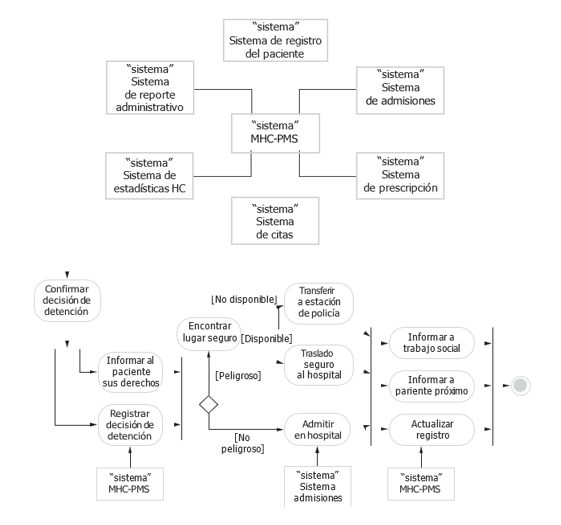 “sistema”
Sistema de registro
del paciente
“sistema”
Sistema
de reporte
administrativo
“sistema”
Sistema
de admisiones
“sistema”
MHC-PMS
“sistema”
Sistema de
estadísticas HC
“sistema”
Sistema
de prescripción
“sistema”
Sistema
de citas
Confirmar
decisión de
detención
Informar al
paciente
sus derechos
Registrar
decisión de
detención
“sistema”
MHC-PMS
Encontrar
lugar seguro
[No disponible]
[Disponible]
[Peligroso]
[No
peligroso]
Transferir
a estación
de policía
Traslado
seguro
al hospital
Admitir
en hospital
“sistema”
Sistema
admisiones
Informar a
trabajo social
Informar a
pariente próximo
Actualizar
registro
“sistema”
MHC-PMS